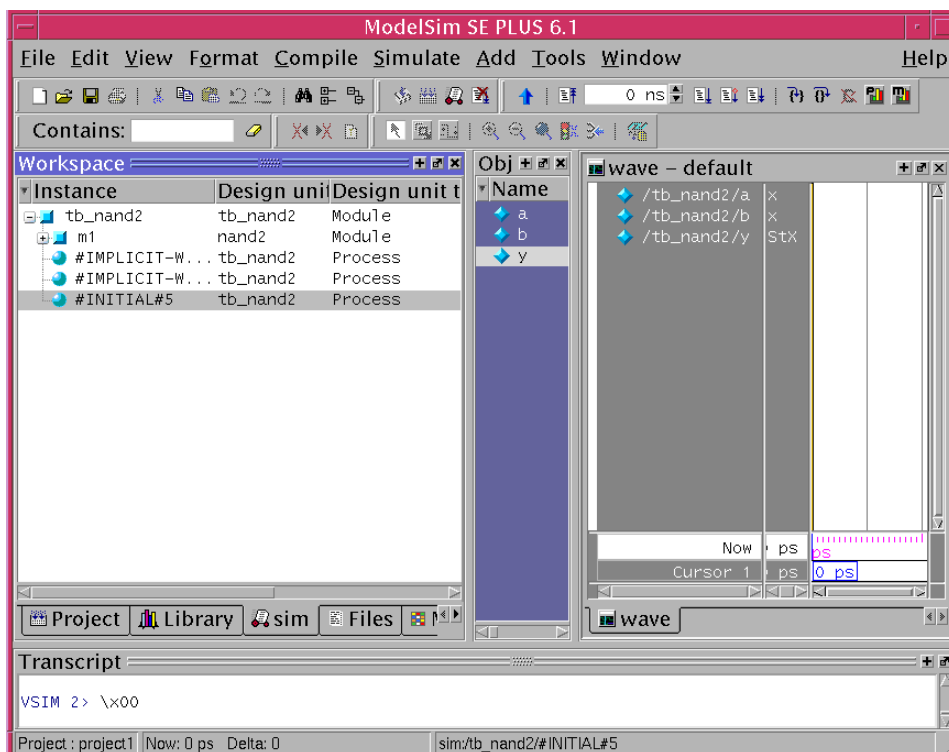 ModelSim SE PLUS 6.1
File Edit View Format Compile Simulate Add Tools Window Help
0 ns
Contains:
Workspace
Instance Design unit Design unit t
tb_nand2 tb_nand2 Module
m1 nand2 Module
#IMPLICIT-W... tb_nand2 Process
#IMPLICIT-W... tb_nand2 Process
#INITIAL#5 tb_nand2 Process
Project Library sim Files
Obj
Name
a
b
y
wave – default
/tb_nand2/a x
/tb_nand2/b x
/tb_nand2/y StX
Now ps ps
Cursor 1 ps 0 ps
wave
Transcript
VSIM 2> \x00
Project : project1 Now: 0 ps Delta: 0 sim:/tb_nand2/#INITIAL#5